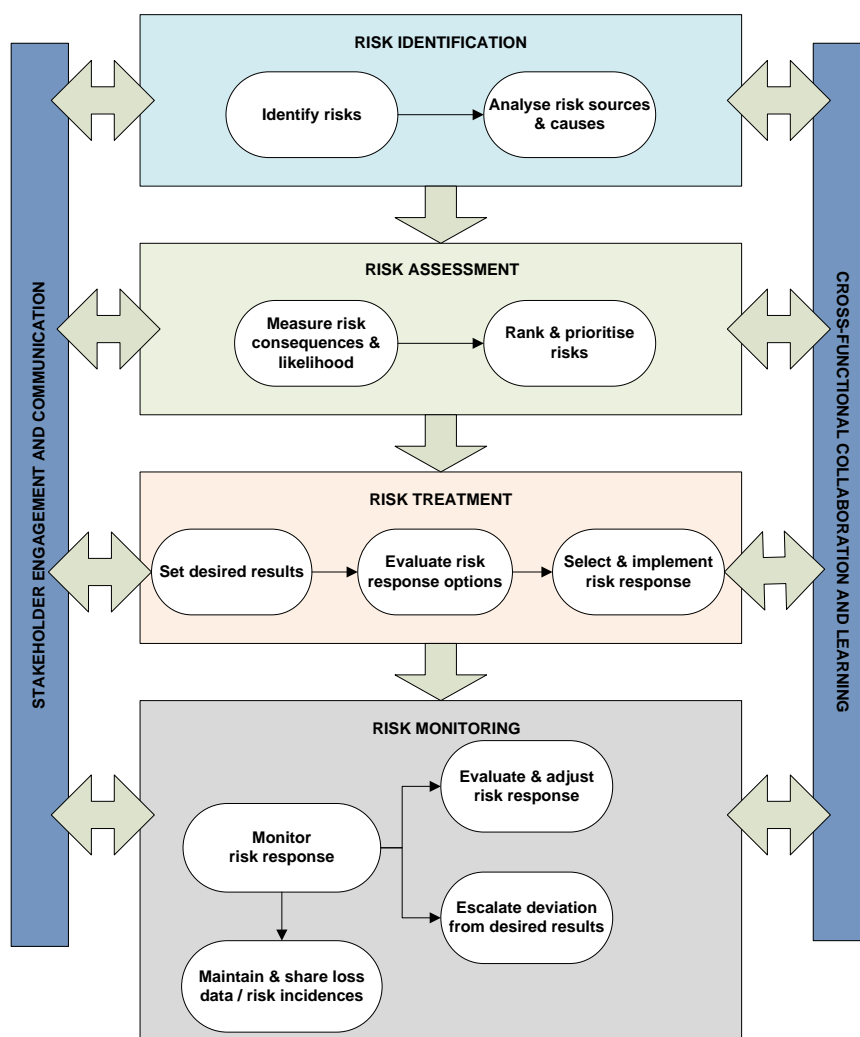 RISK IDENTIFICATION
Identify risks
Analyse risk sources
& causes
RISK ASSESSMENT
Measure risk
consequences &
likelihood
Rank & prioritise
risks
RISK TREATMENT
Set desired results
Evaluate risk
response options
Select & implement
risk response
RISK MONITORING
Evaluate & adjust
risk response
Monitor
risk response
Escalate deviation
from desired results
Maintain & share loss
data / risk incidences
STAKEHOLDER ENGAGEMENT AND COMMUNICATION
CROSS-FUNCTIONAL COLLABORATION AND LEARNING